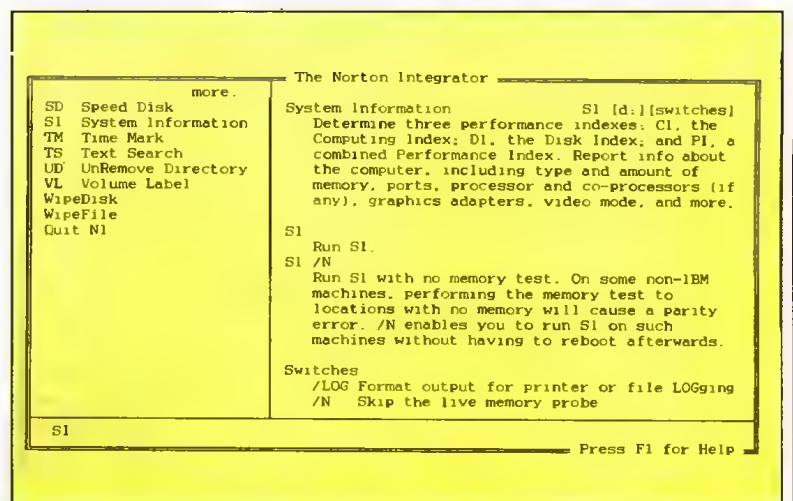 The Norton Integrator
more.
SD Speed Disk
SI System Information
TM Time Mark
TS Text Search
UD UnRemove Directory
VL Volume Label
WipeDisk
WipeFile
Quit NI
System Information SI [d:][switches]
Determine three performance indexes: CI, the
Computing Index; DI, the Disk Index; and PI, a
combined Performance Index. Report info about
the computer, including type and amount of
memory, ports, processor and co-processors (if
any), graphics adapters, video mode, and more.
SI
Run SI.
SI /N
Run SI with no memory test. On some non-IBM
machines, performing the memory test to
locations with no memory will cause a parity
error. /N enables you to run SI on such
machines without having to reboot afterwards.
Switches
/LOG Format output for printer or file LOGging
/N Skip the live memory probe
SI
Press F1 for Help